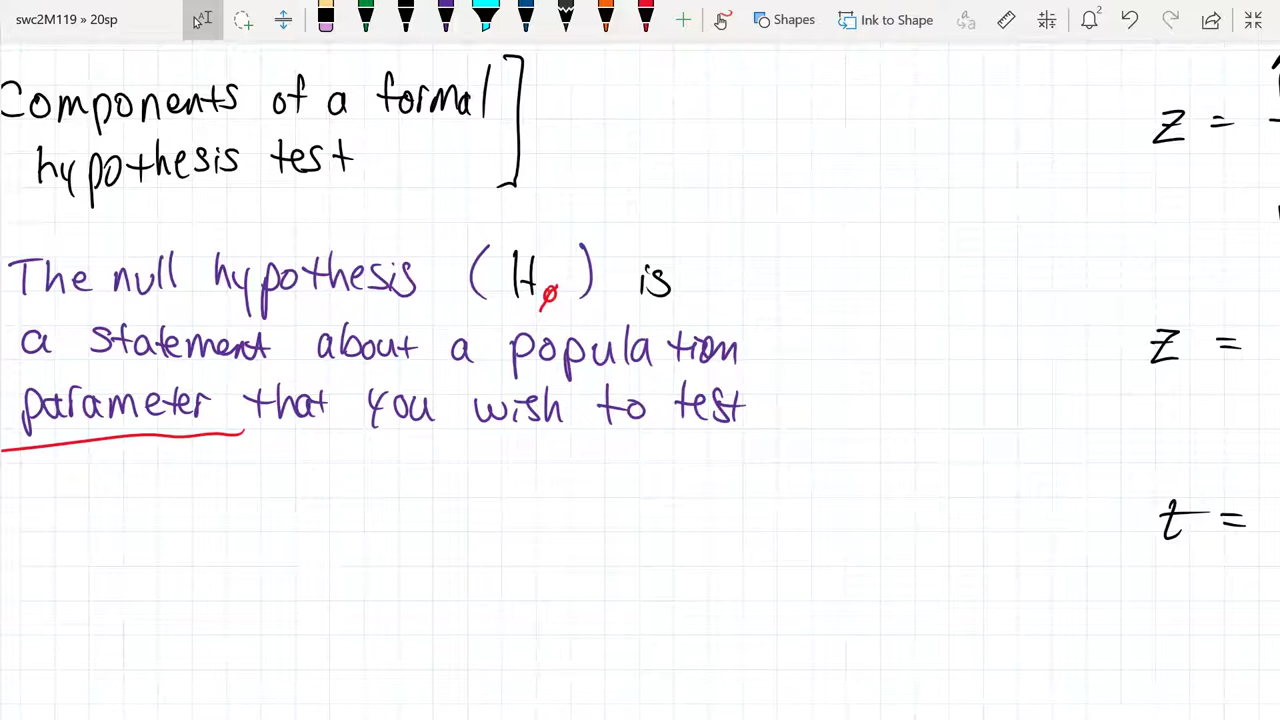 swc2M119 » 20sp
Shapes
Ink to Shape
2
Components of a formal
hypothesis test
The null hypothesis (H∅) is
a statement about a population
parameter that you wish to test
z =
z =
t =